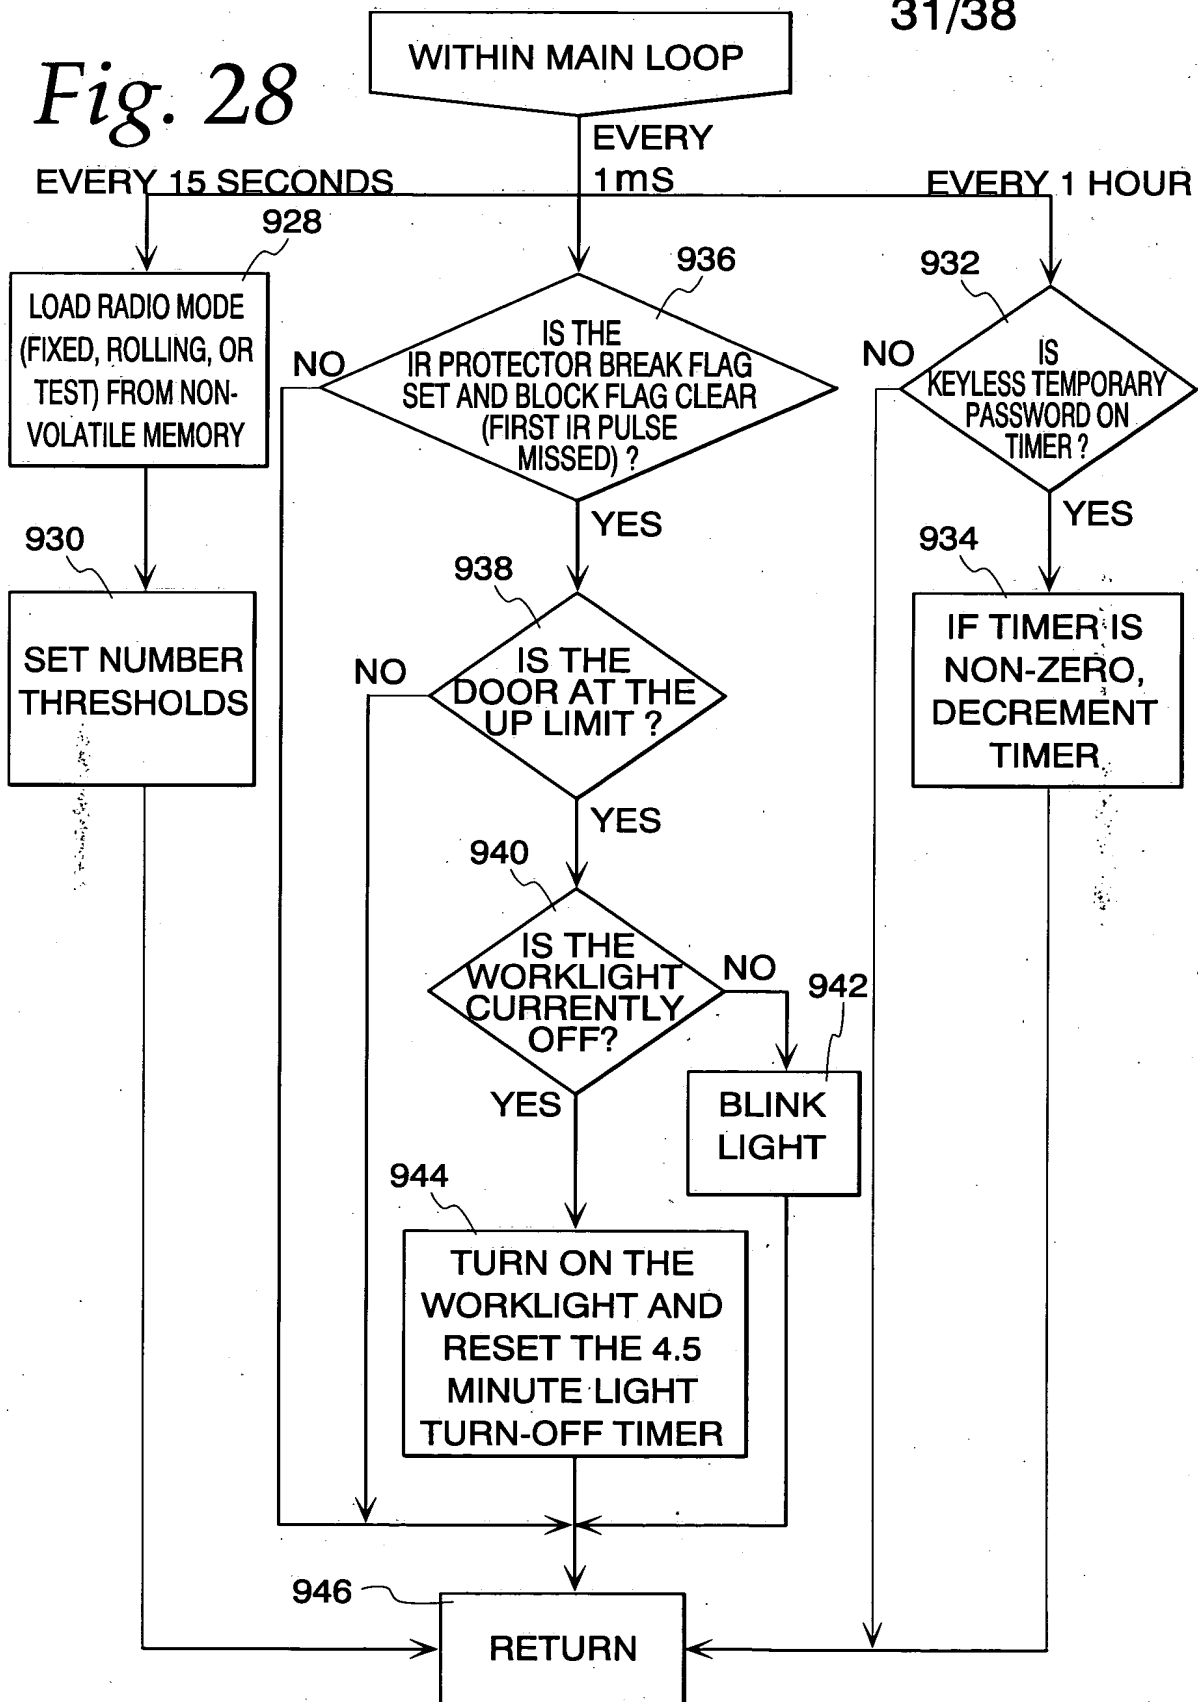 31/38
Fig. 28
WITHIN MAIN LOOP
EVERY
1mS
EVERY 15 SECONDS
EVERY 1 HOUR
928
LOAD RADIO MODE
(FIXED, ROLLING, OR
TEST) FROM NON-
VOLATILE MEMORY
930
SET NUMBER
THRESHOLDS
936
IS THE
IR PROTECTOR BREAK FLAG
SET AND BLOCK FLAG CLEAR
(FIRST IR PULSE
MISSED) ?
NO
YES
938
IS THE
DOOR AT THE
UP LIMIT ?
NO
YES
940
IS THE
WORKLIGHT
CURRENTLY
OFF?
NO
YES
942
BLINK
LIGHT
944
TURN ON THE
WORKLIGHT AND
RESET THE 4.5
MINUTE LIGHT
TURN-OFF TIMER
932
IS
KEYLESS TEMPORARY
PASSWORD ON
TIMER ?
NO
YES
934
IF TIMER IS
NON-ZERO,
DECREMENT
TIMER
946
RETURN